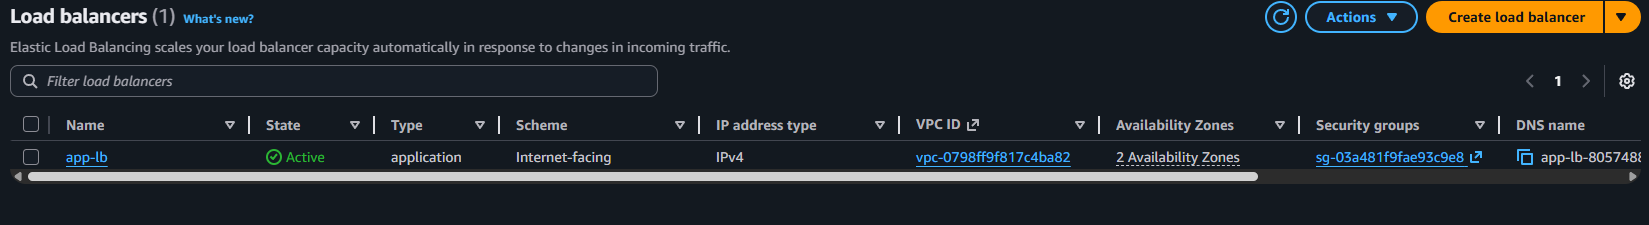 Load balancers (1) What's new?
Actions
Create load balancer
Elastic Load Balancing scales your load balancer capacity automatically in response to changes in incoming traffic.
Filter load balancers
1
Name State Type Scheme IP address type VPC ID Availability Zones Security groups DNS name
app-lb Active application Internet-facing IPv4 vpc-0798ff9f817c4ba82 2 Availability Zones sg-03a481f9fae93c9e8 app-lb-8057488